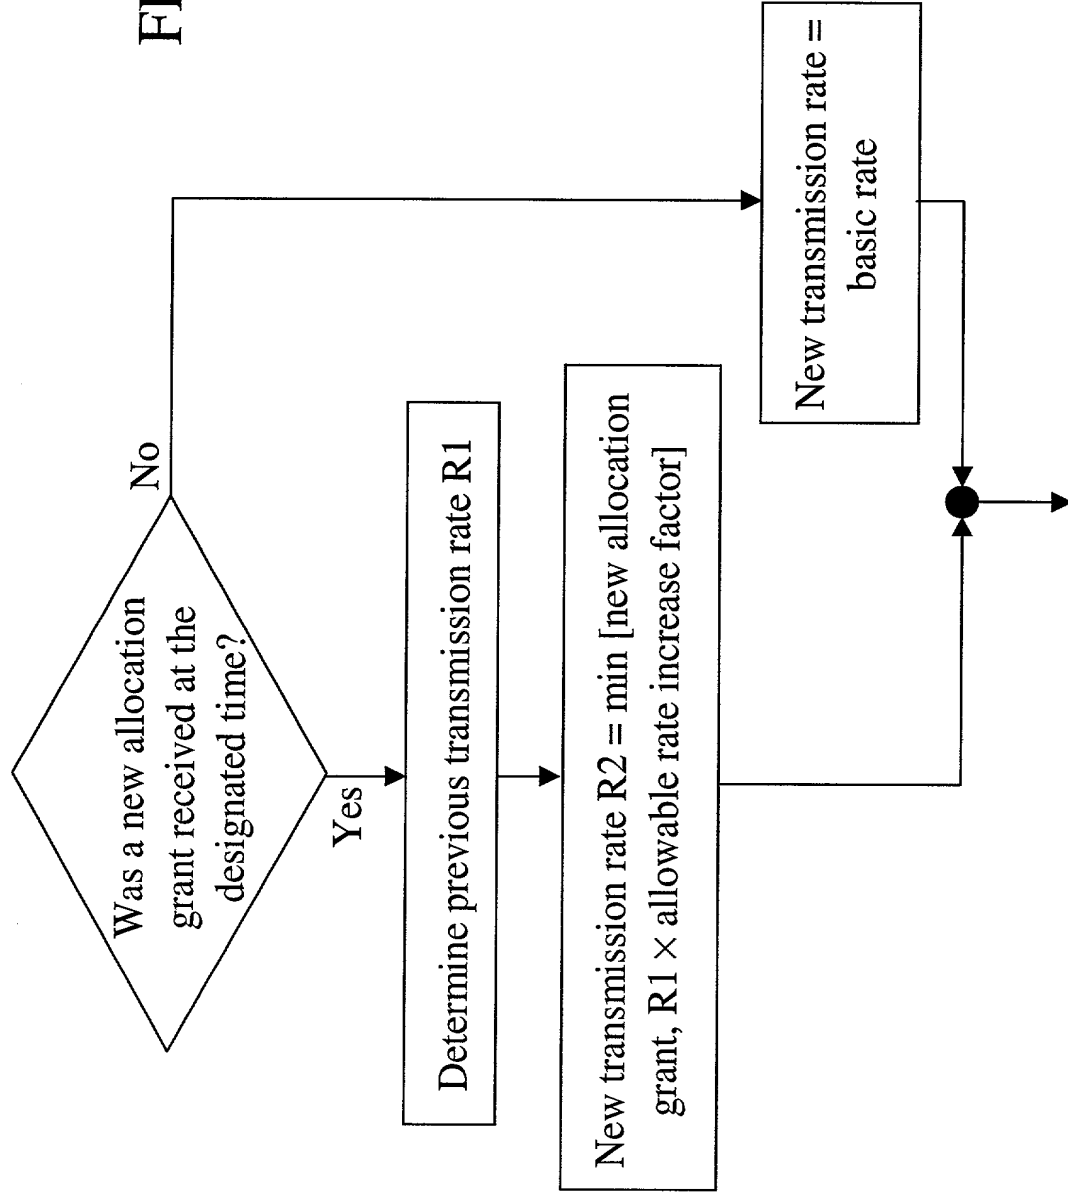 Was a new allocation
grant received at the
designated time?
No
Yes
Determine previous transmission rate R1
New transmission rate R2 = min [new allocation
grant, R1 × allowable rate increase factor]
New transmission rate =
basic rate